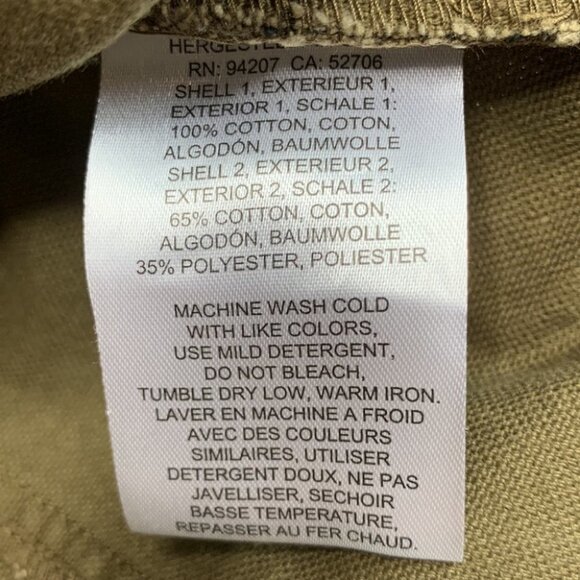 RN: 94207 CA: 52706
SHELL 1, EXTERIEUR 1,
EXTERIOR 1, SCHALE 1:
100% COTTON, COTON,
ALGODÓN, BAUMWOLLE
SHELL 2, EXTERIEUR 2,
EXTERIOR 2, SCHALE 2:
65% COTTON, COTON,
ALGODÓN, BAUMWOLLE
35% POLYESTER, POLIESTER
MACHINE WASH COLD
WITH LIKE COLORS,
USE MILD DETERGENT,
DO NOT BLEACH,
TUMBLE DRY LOW, WARM IRON.
LAVER EN MACHINE A FROID
AVEC DES COULEURS
SIMILAIRES, UTILISER
DETERGENT DOUX, NE PAS
JAVELLISER, SECHOIR
BASSE TEMPERATURE,
REPASSER AU FER CHAUD.